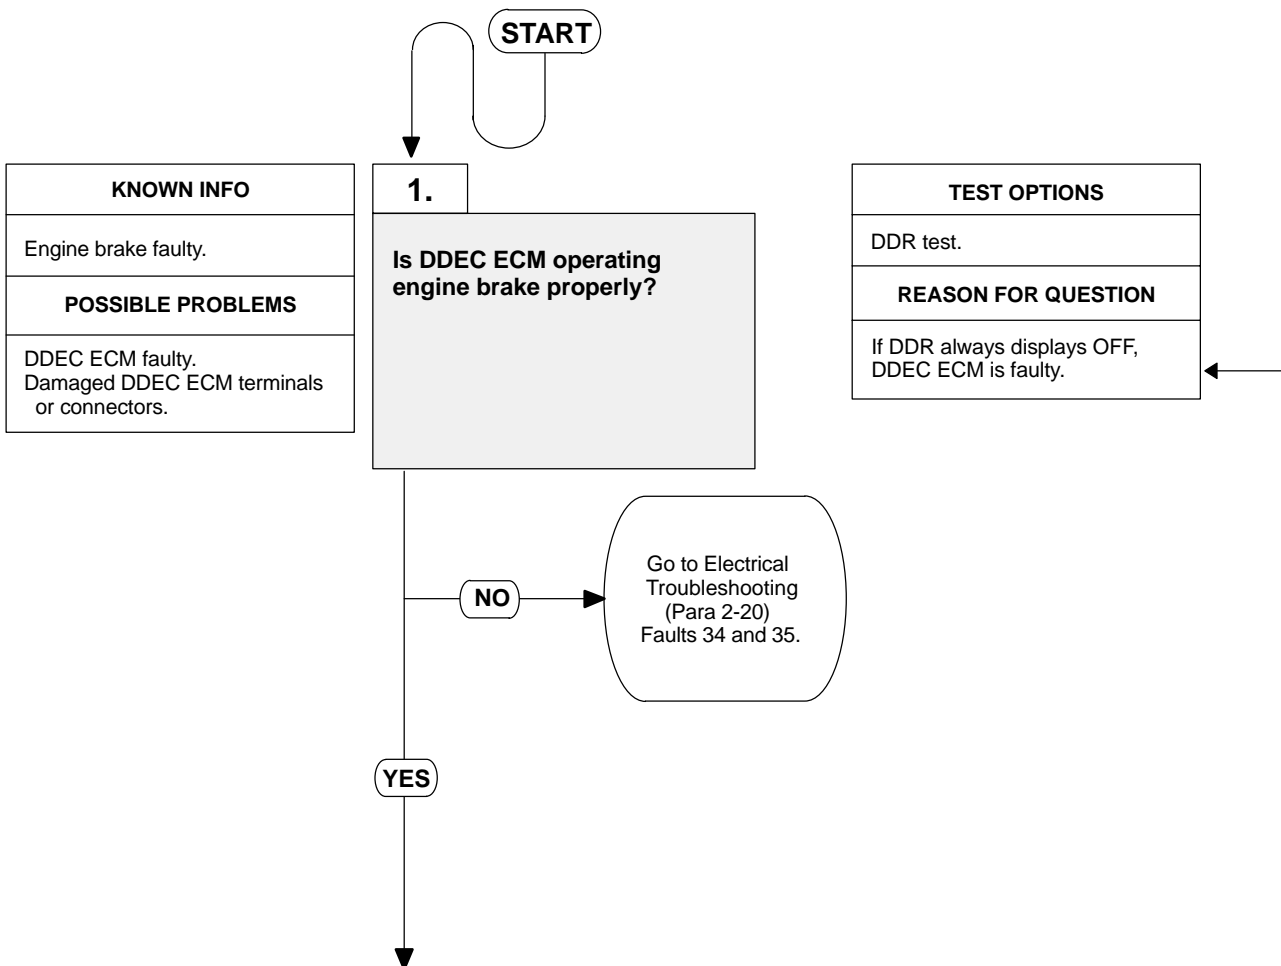 START
KNOWN INFO
Engine brake faulty.
POSSIBLE PROBLEMS
DDEC ECM faulty.
Damaged DDEC ECM terminals
or connectors.
1.
Is DDEC ECM operating
engine brake properly?
TEST OPTIONS
DDR test.
REASON FOR QUESTION
If DDR always displays OFF,
DDEC ECM is faulty.
NO
Go to Electrical
Troubleshooting
(Para 2-20)
Faults 34 and 35.
YES